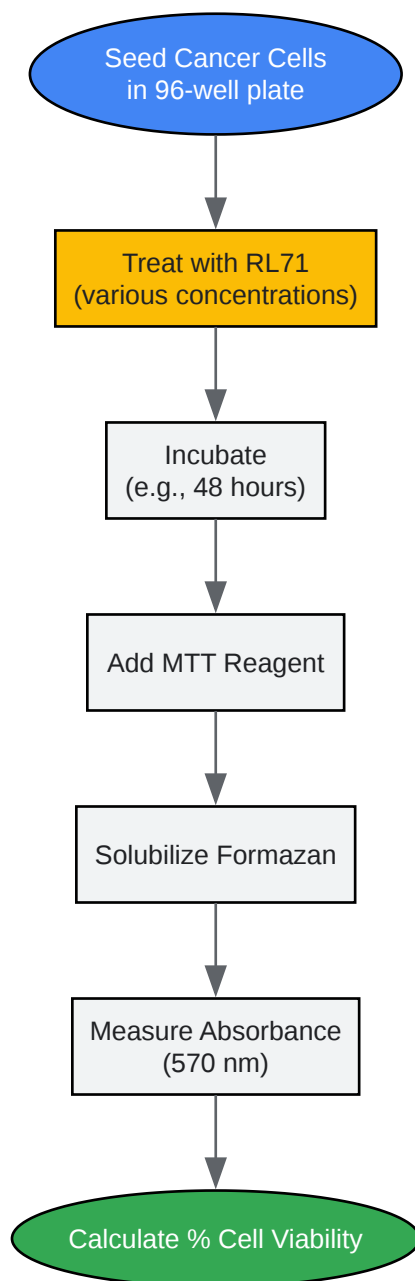 Seed Cancer Cells
in 96-well plate
Treat with RL71
(various concentrations)
Incubate
(e.g., 48 hours)
Add MTT Reagent
Solubilize Formazan
Measure Absorbance
(570 nm)
Calculate % Cell Viability